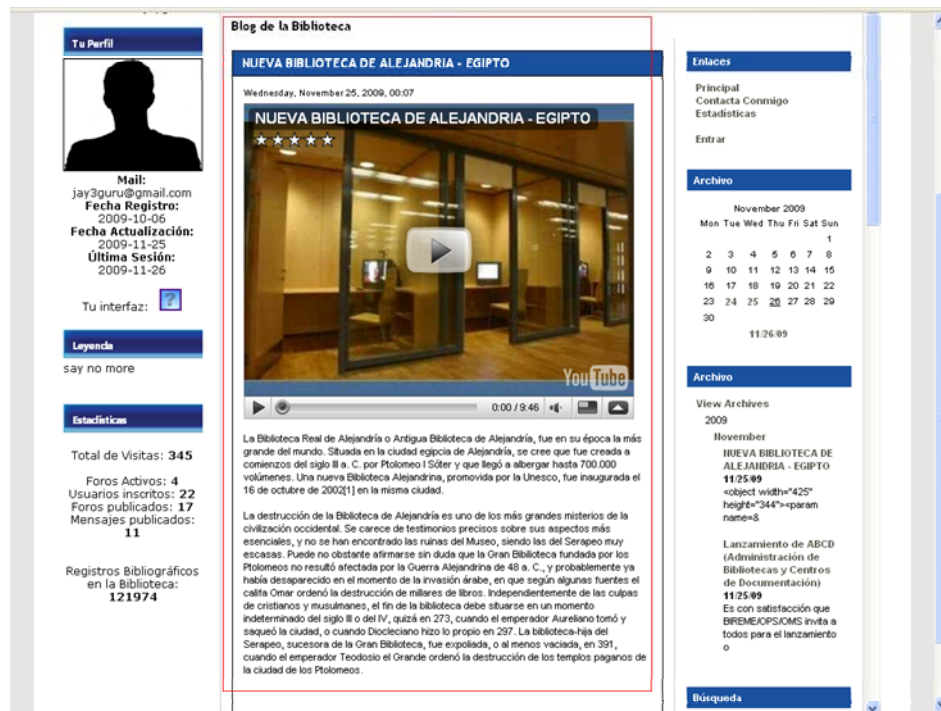 Tu Perfil
Mail:
jay3guru@gmail.com
Fecha Registro:
2009-10-06
Fecha Actualización:
2009-11-25
Última Sesión:
2009-11-26
Tu interfaz:
?
Leyenda
say no more
Estadísticas
Total de Visitas: 345
Foros Activos: 4
Usuarios inscritos: 22
Foros publicados: 17
Mensajes publicados:
11
Registros Bibliográficos
en la Biblioteca:
121974
Blog de la Biblioteca
NUEVA BIBLIOTECA DE ALEJANDRIA - EGIPTO
Wednesday, November 25, 2009, 00:07
NUEVA BIBLIOTECA DE ALEJANDRIA - EGIPTO
YouTube
0:00 / 9:46
La Biblioteca Real de Alejandría o Antigua Biblioteca de Alejandría, fue en su época la más
grande del mundo. Situada en la ciudad egipcia de Alejandría, se cree que fue creada a
comienzos del siglo III a. C. por Ptolomeo I Sóter y que llegó a albergar hasta 700.000
volúmenes. Una nueva Biblioteca Alejandrina, promovida por la Unesco, fue inaugurada el
16 de octubre de 2002[1] en la misma ciudad.
La destrucción de la Biblioteca de Alejandría es uno de los más grandes misterios de la
civilización occidental. Se carece de testimonios precisos sobre sus aspectos más
esenciales, y no se han encontrado las ruinas del Museo, siendo las del Serapeo muy
escasas. Puede no obstante afirmarse sin duda que la Gran Bibilioteca fundada por los
Ptolomeos no resultó afectada por la Guerra Alejandrina de 48 a. C., y probablemente ya
había desaparecido en el momento de la invasión árabe, en que según algunas fuentes el
califa Omar ordenó la destrucción de millares de libros. Independientemente de las culpas
de cristianos y musulmanes, el fin de la biblioteca debe situarse en un momento
indeterminado del siglo III o del IV, quizá en 273, cuando el emperador Aureliano tomó y
saqueó la ciudad, o cuando Diocleciano hizo lo propio en 297. La biblioteca-hija del
Serapeo, sucesora de la Gran Biblioteca, fue expoliada, o al menos vaciada, en 391,
cuando el emperador Teodosio el Grande ordenó la destrucción de los templos paganos de
la ciudad de los Ptolomeos.
Enlaces
Principal
Contacta Conmigo
Estadísticas
Entrar
Archivo
November 2009
Mon Tue Wed Thu Fri Sat Sun
1
2 3 4 5 6 7 8
9 10 11 12 13 14 15
16 17 18 19 20 21 22
23 24 25 26 27 28 29
30
11/26/09
Archivo
View Archives
2009
November
NUEVA BIBLIOTECA DE
ALEJANDRIA - EGIPTO
11/25/09
<object width="425"
height="344"><param
name=&
Lanzamiento de ABCD
(Administración de
Bibliotecas y Centros
de Documentación)
11/25/09
Es con satisfacción que
BIREME/OPS/OMS invita a
todos para el lanzamiento
o
Búsqueda